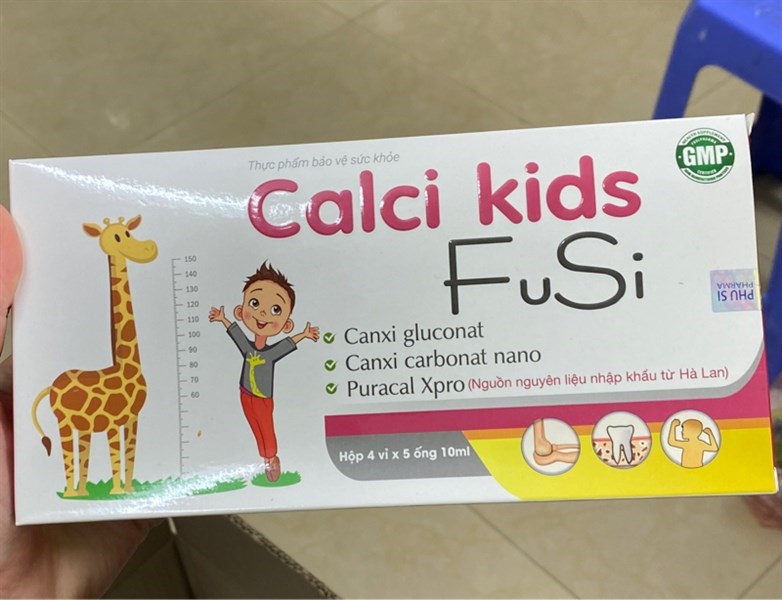 Thực phẩm bảo vệ sức khỏe
Calci kids
FuSi
GMP
PHU SI
PHARMA
150
140
130
120
110
100
90
80
70
60
Canxi gluconat
Canxi carbonat nano
Puracal Xpro (Nguồn nguyên liệu nhập khẩu từ Hà Lan)
Hộp 4 vỉ x 5 ống 10ml